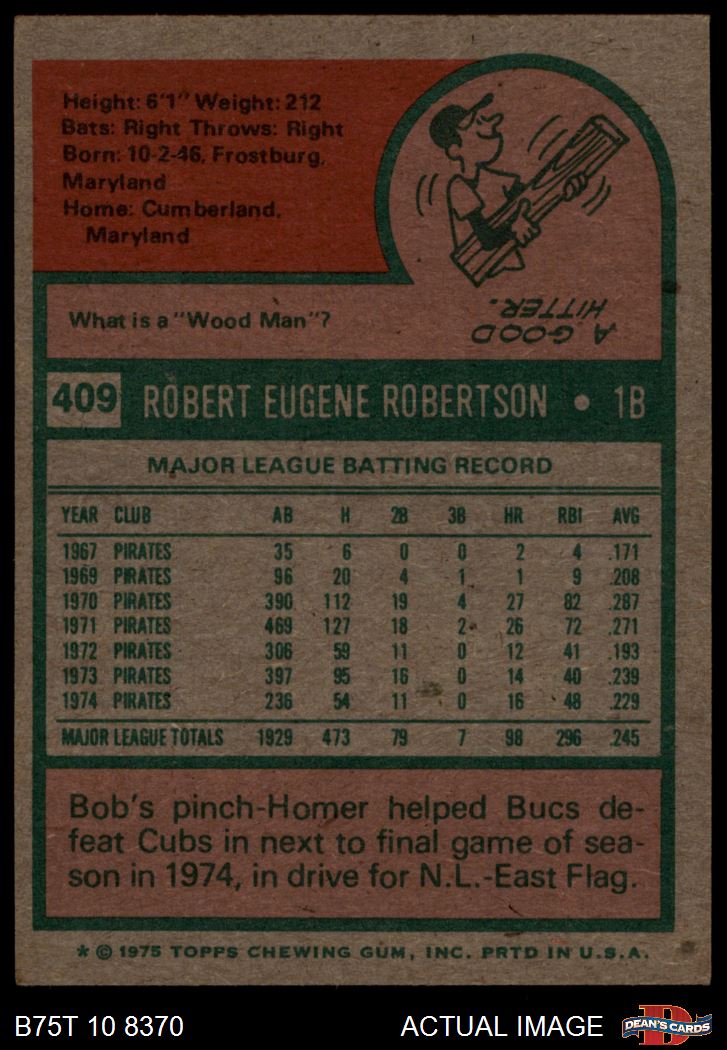 Height: 6'1" Weight: 212
Bats: Right Throws: Right
Born: 10-2-46, Frostburg,
Maryland
Home: Cumberland,
Maryland
What is a "Wood Man"?
A GOOD
HITTER.
409 ROBERT EUGENE ROBERTSON • 1B
MAJOR LEAGUE BATTING RECORD
YEAR CLUB AB H 2B 3B HR RBI AVG
1967 PIRATES 35 6 0 0 2 4 .171
1969 PIRATES 96 20 4 1 1 9 .208
1970 PIRATES 390 112 19 4 27 82 .287
1971 PIRATES 469 127 18 2 26 72 .271
1972 PIRATES 306 59 11 0 12 41 .193
1973 PIRATES 397 95 16 0 14 40 .239
1974 PIRATES 236 54 11 0 16 48 .229
MAJOR LEAGUE TOTALS 1929 473 79 7 98 296 .245
Bob's pinch-Homer helped Bucs de-
feat Cubs in next to final game of sea-
son in 1974, in drive for N.L.-East Flag.
* © 1975 TOPPS CHEWING GUM, INC. PRTD IN U.S.A.
B75T 10 8370 ACTUAL IMAGE D DEAN'S CARDS